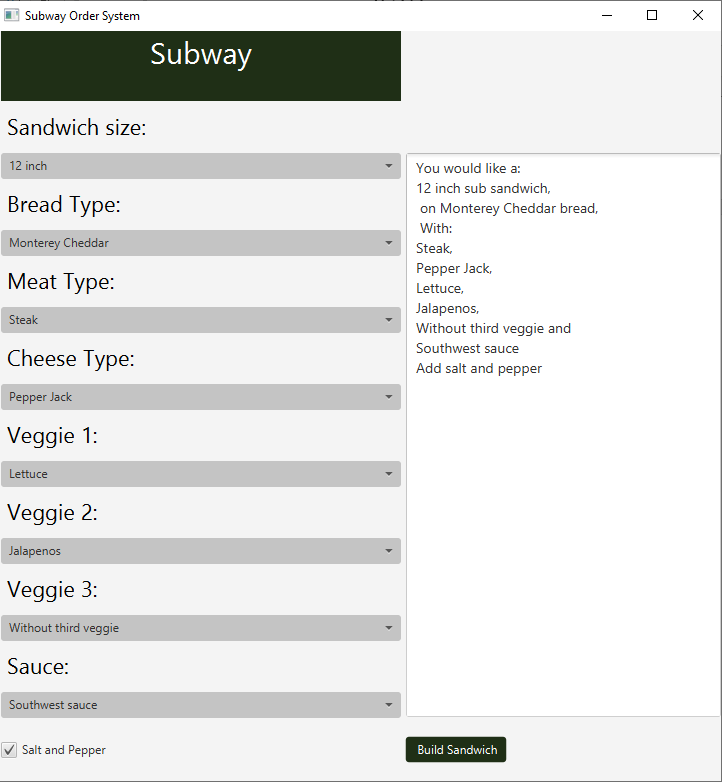 Subway Order System
Subway
Sandwich size:
12 inch
Bread Type:
Monterey Cheddar
Meat Type:
Steak
Cheese Type:
Pepper Jack
Veggie 1:
Lettuce
Veggie 2:
Jalapenos
Veggie 3:
Without third veggie
Sauce:
Southwest sauce
Salt and Pepper
You would like a:
12 inch sub sandwich,
on Monterey Cheddar bread,
With:
Steak,
Pepper Jack,
Lettuce,
Jalapenos,
Without third veggie and
Southwest sauce
Add salt and pepper
Build Sandwich